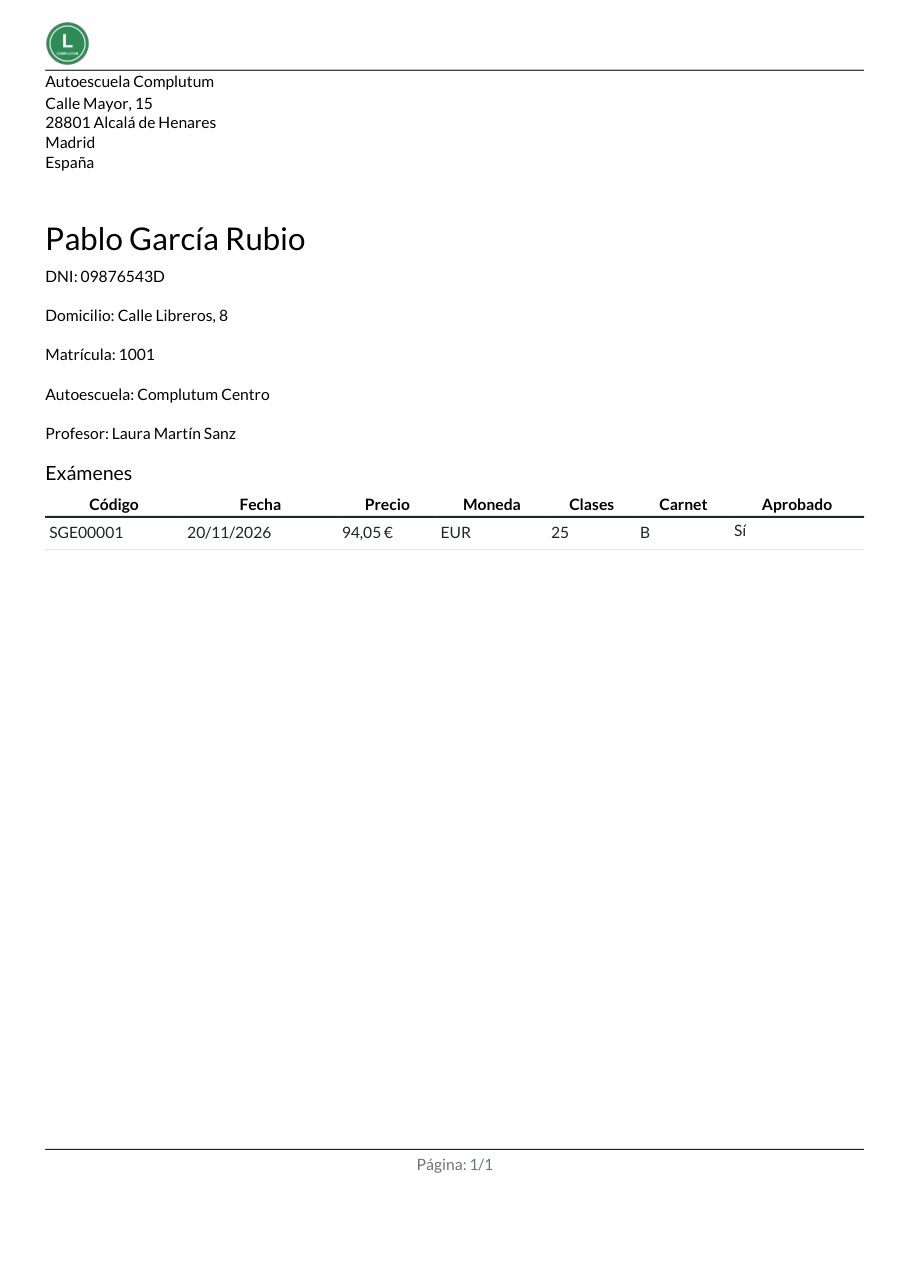 L
COMPLUTUM
Autoescuela Complutum
Calle Mayor, 15
28801 Alcalá de Henares
Madrid
España
Pablo García Rubio
DNI: 09876543D
Domicilio: Calle Libreros, 8
Matrícula: 1001
Autoescuela: Complutum Centro
Profesor: Laura Martín Sanz
Exámenes
Código Fecha Precio Moneda Clases Carnet Aprobado
SGE00001 20/11/2026 94,05 € EUR 25 B Sí
Página: 1/1